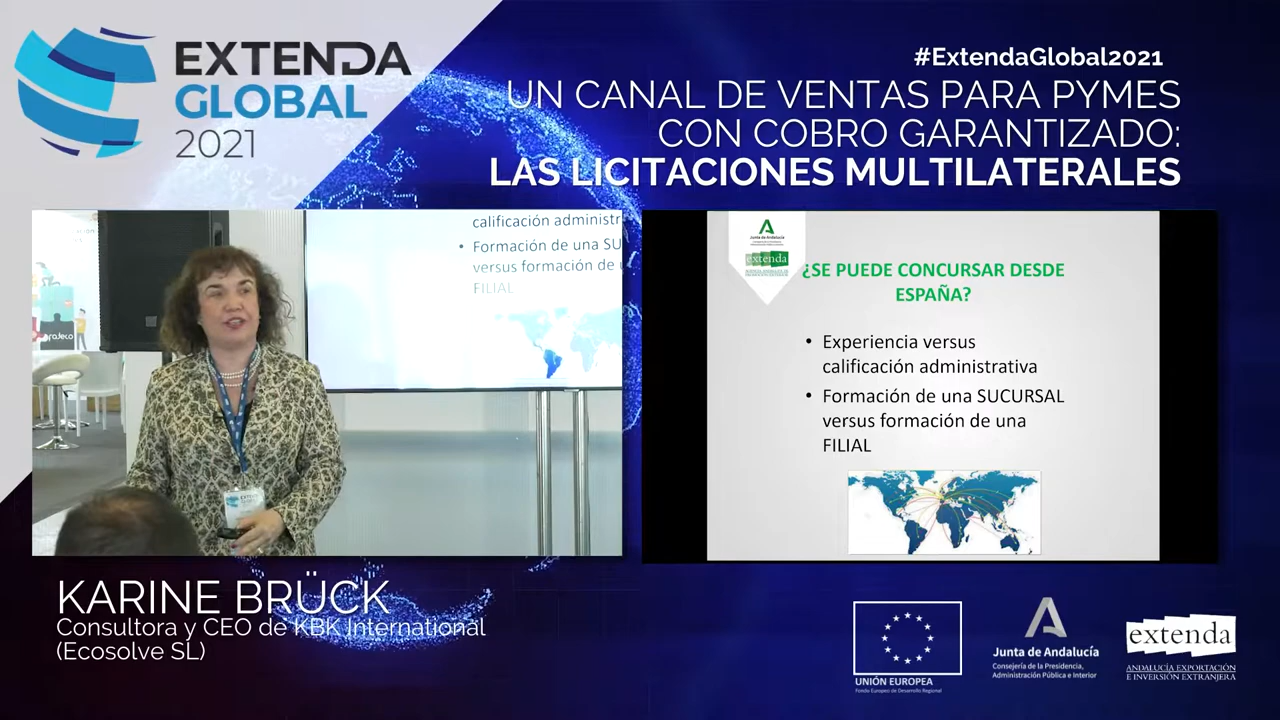 EXTENDA
GLOBAL
2021
#ExtendaGlobal2021
UN CANAL DE VENTAS PARA PYMES
CON COBRO GARANTIZADO:
LAS LICITACIONES MULTILATERALES
calificación administr
• Formación de una SU
versus formación de u
FILIAL
Junta de Andalucía
extenda
¿SE PUEDE CONCURSAR DESDE
ESPAÑA?
• Experiencia versus
calificación administrativa
• Formación de una SUCURSAL
versus formación de una
FILIAL
KARINE BRÜCK
Consultora y CEO de KBK International
(Ecosolve SL)
UNIÓN EUROPEA
Fondo Europeo de Desarrollo Regional
Junta de Andalucía
Consejería de la Presidencia,
Administración Pública e Interior
extenda
ANDALUCÍA EXPORTACIÓN
E INVERSIÓN EXTRANJERA